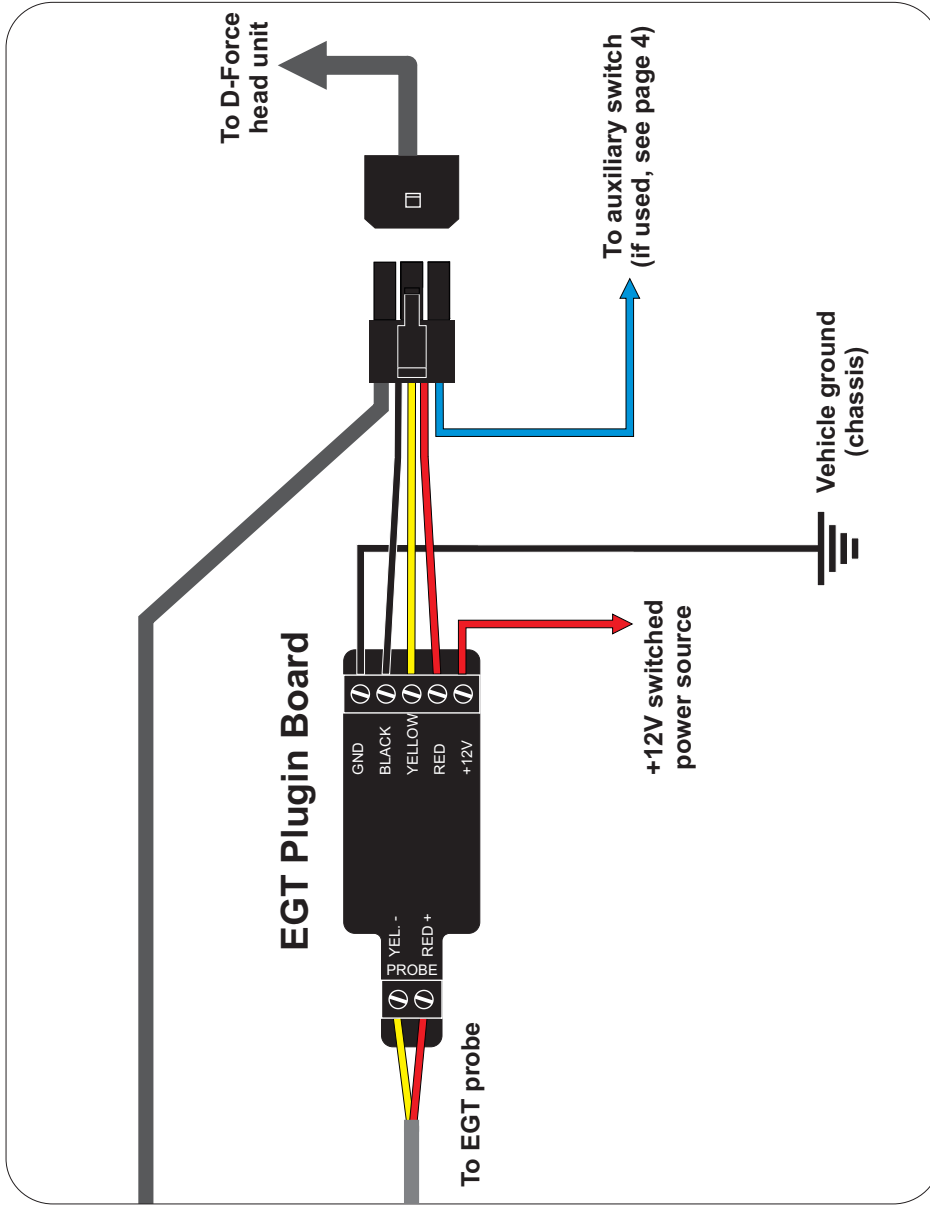 EGT Plugin Board
To D-Force
head unit
To EGT probe
PROBE
YEL. -
RED +
GND
BLACK
YELLOW
RED
+12V
+12V switched
power source
Vehicle ground
(chassis)
To auxiliary switch
(if used, see page 4)